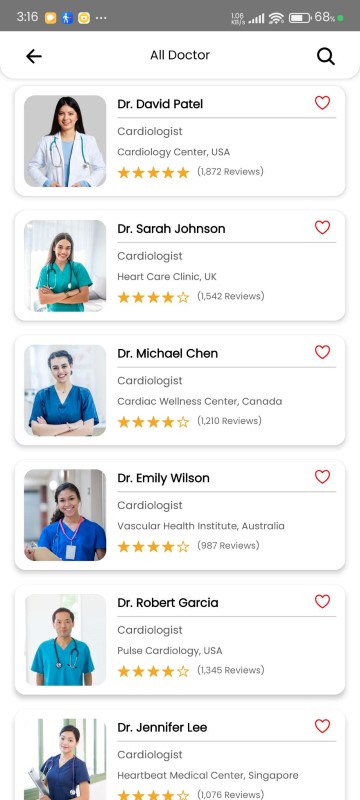 3:16
1.06 KB/s
68%
All Doctor
Dr. David Patel
Cardiologist
Cardiology Center, USA
(1,872 Reviews)
Dr. Sarah Johnson
Cardiologist
Heart Care Clinic, UK
(1,542 Reviews)
Dr. Michael Chen
Cardiologist
Cardiac Wellness Center, Canada
(1,210 Reviews)
Dr. Emily Wilson
Cardiologist
Vascular Health Institute, Australia
(987 Reviews)
Dr. Robert Garcia
Cardiologist
Pulse Cardiology, USA
(1,345 Reviews)
Dr. Jennifer Lee
Cardiologist
Heartbeat Medical Center, Singapore
(1,076 Reviews)